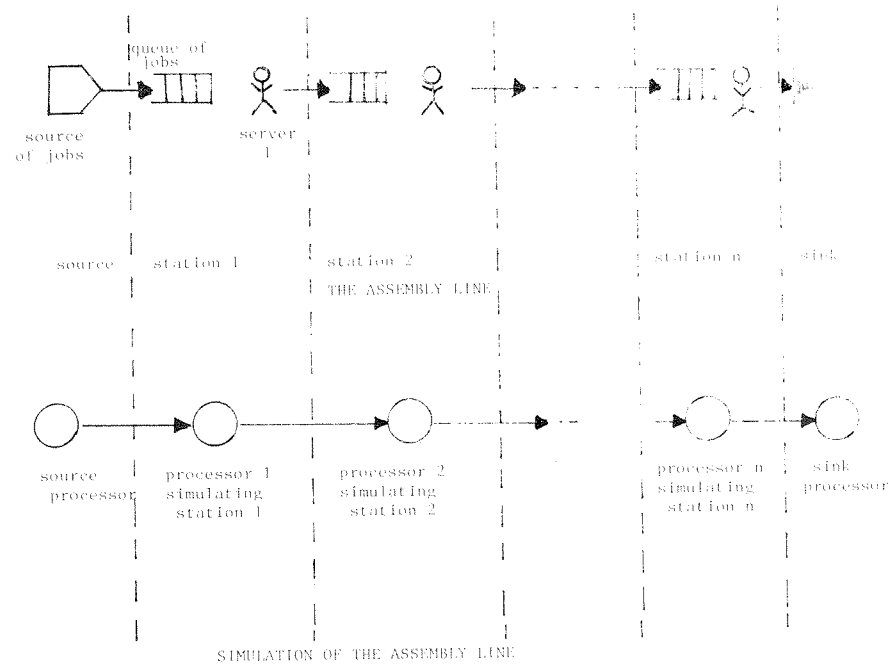 queue of
jobs
source
of jobs
server
1
source
station 1
station 2
station n
sink
THE ASSEMBLY LINE
source
processor
processor 1
simulating
station 1
processor 2
simulating
station 2
processor n
simulating
station n
sink
processor
SIMULATION OF THE ASSEMBLY LINE